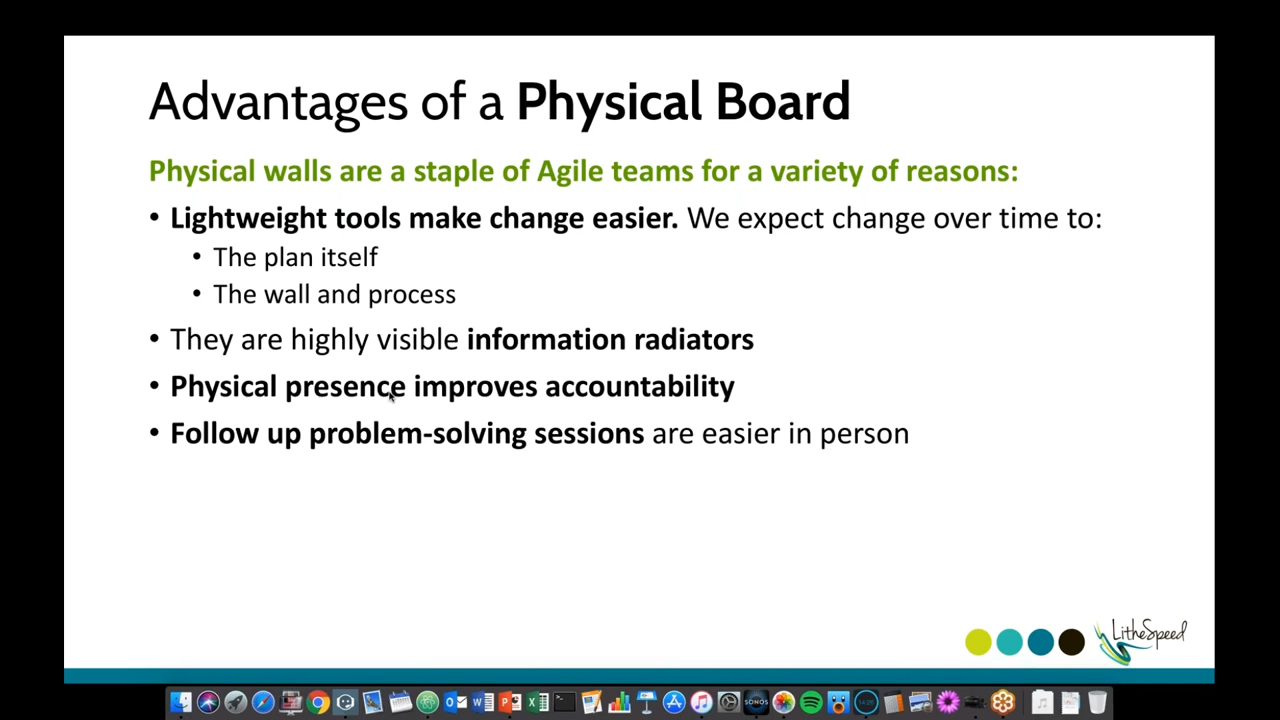 Advantages of a Physical Board
Physical walls are a staple of Agile teams for a variety of reasons:
• Lightweight tools make change easier. We expect change over time to:
• The plan itself
• The wall and process
• They are highly visible information radiators
• Physical presence improves accountability
• Follow up problem-solving sessions are easier in person
LitheSpeed
SONOS